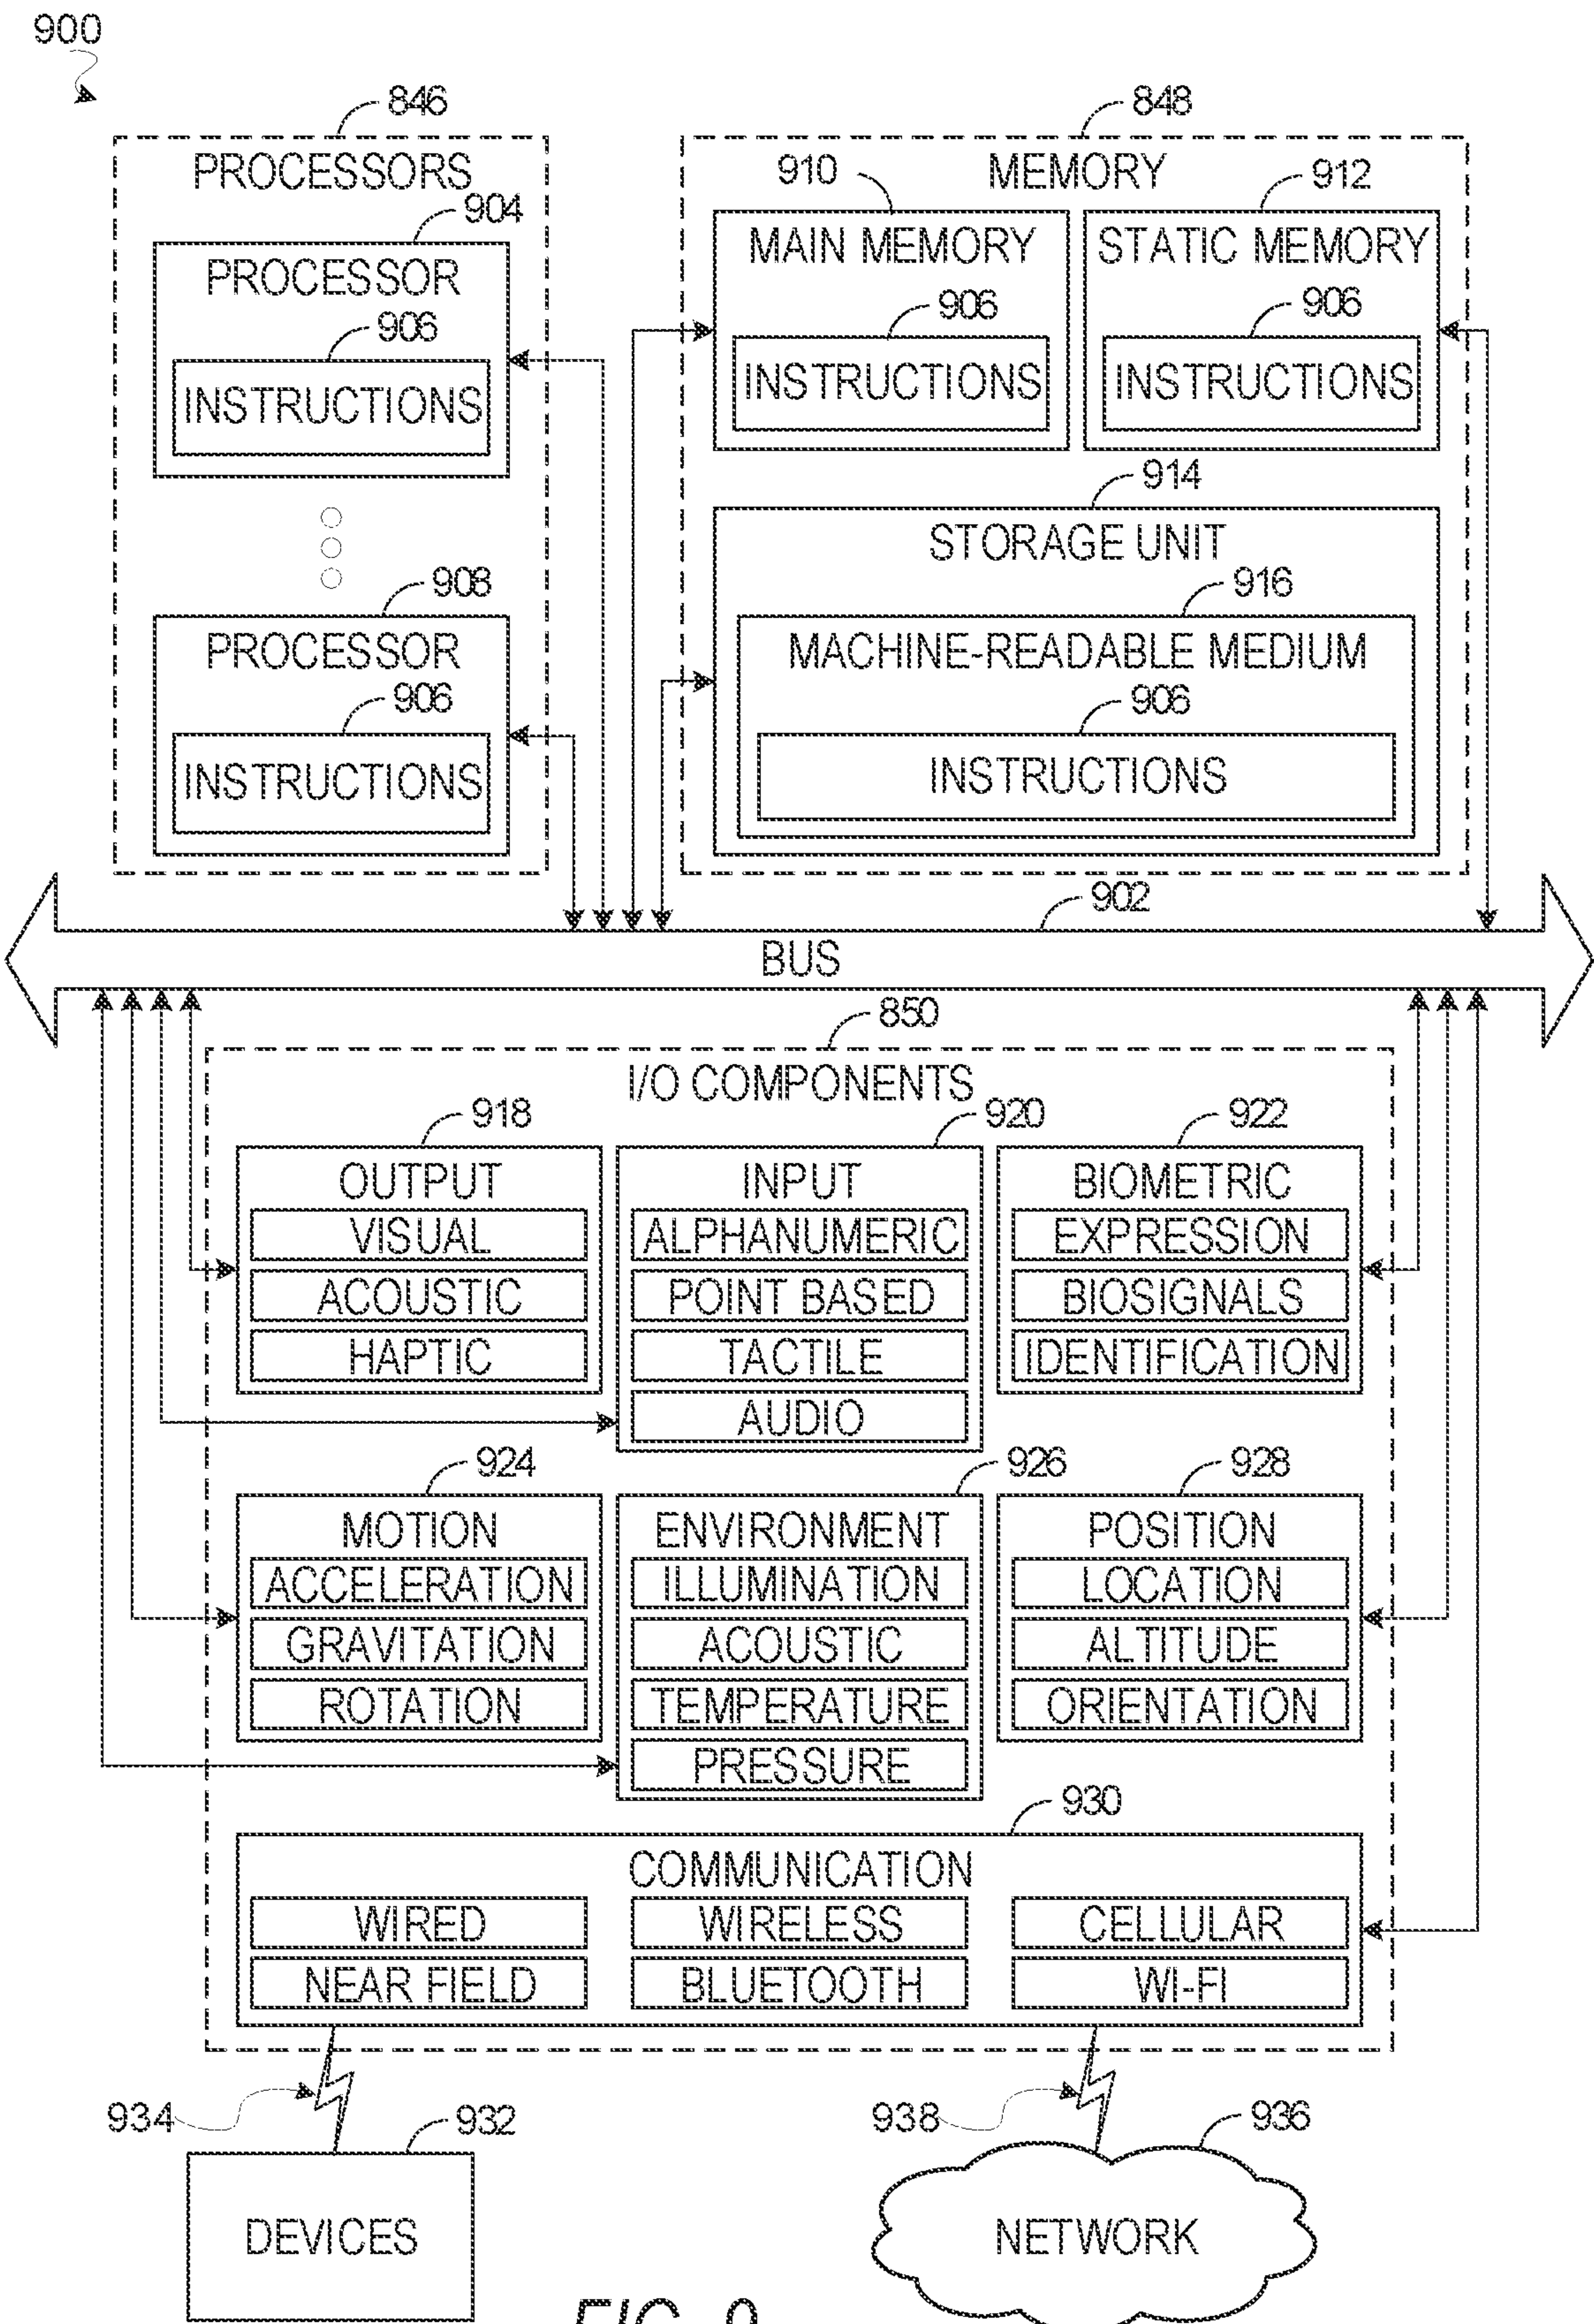 900
846
848
PROCESSORS
MEMORY
910
912
904
PROCESSOR
MAIN MEMORY
STATIC MEMORY
906
906
906
INSTRUCTIONS
INSTRUCTIONS
INSTRUCTIONS
914
STORAGE UNIT
908
916
PROCESSOR
MACHINE-READABLE MEDIUM
906
906
INSTRUCTIONS
INSTRUCTIONS
902
BUS
850
I/O COMPONENTS
918
920
922
OUTPUT
VISUAL
ACOUSTIC
HAPTIC
INPUT
ALPHANUMERIC
POINT BASED
TACTILE
AUDIO
BIOMETRIC
EXPRESSION
BIOSIGNALS
IDENTIFICATION
924
926
928
MOTION
ACCELERATION
GRAVITATION
ROTATION
ENVIRONMENT
ILLUMINATION
ACOUSTIC
TEMPERATURE
PRESSURE
POSITION
LOCATION
ALTITUDE
ORIENTATION
930
COMMUNICATION
WIRED
WIRELESS
CELLULAR
NEAR FIELD
BLUETOOTH
WI-FI
934
932
938
936
DEVICES
NETWORK
FIG. 9